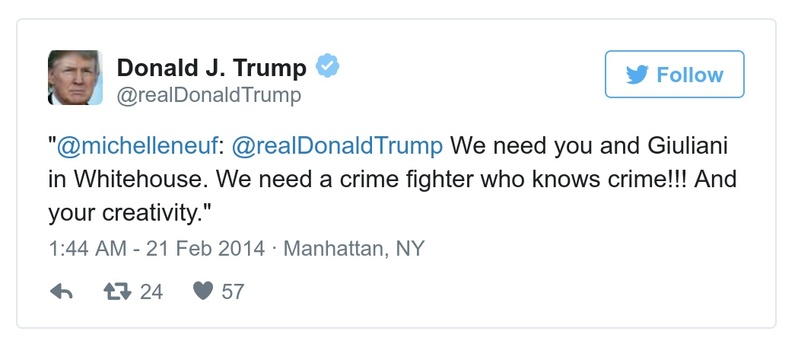 Donald J. Trump
@realDonaldTrump
Follow
"@michelleneuf: @realDonaldTrump We need you and Giuliani
in Whitehouse. We need a crime fighter who knows crime!!! And
your creativity."
1:44 AM - 21 Feb 2014 · Manhattan, NY
24 57